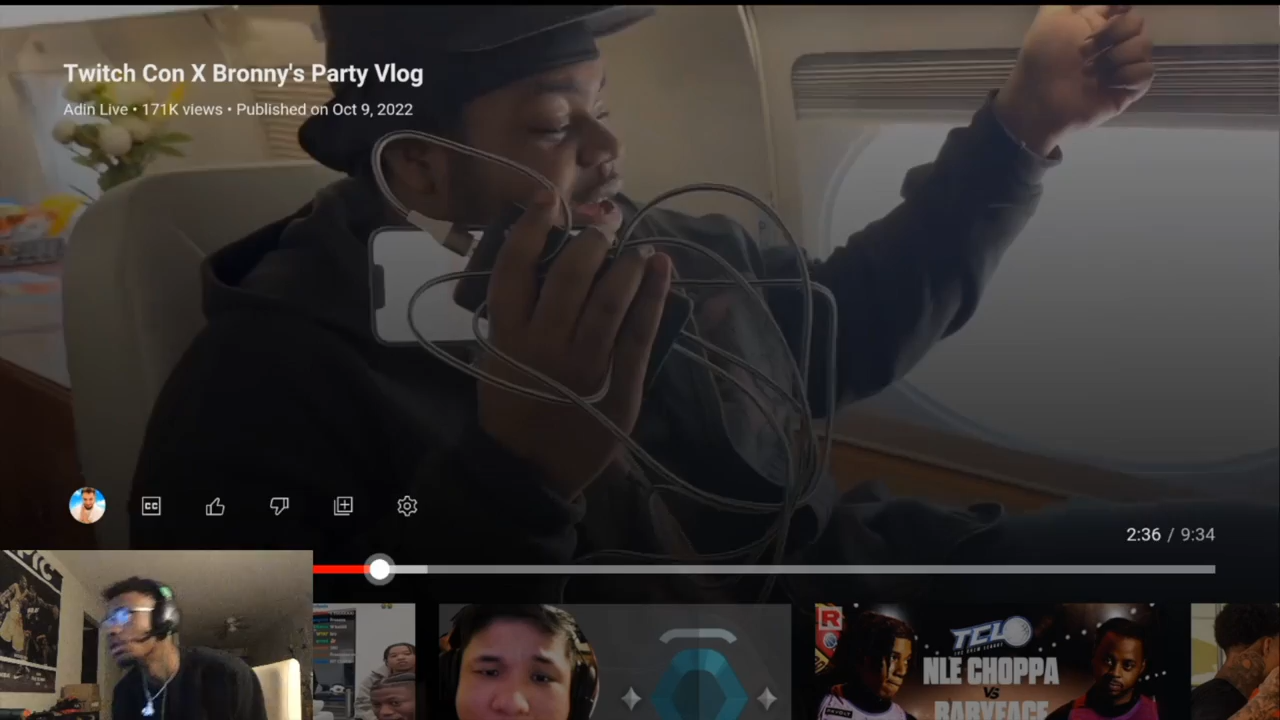 Twitch Con X Bronny's Party Vlog
Adin Live • 171K views • Published on Oct 9, 2022
CC
2:36 / 9:34
R
TCL
NLE CHOPPA
VS
BABYFACE